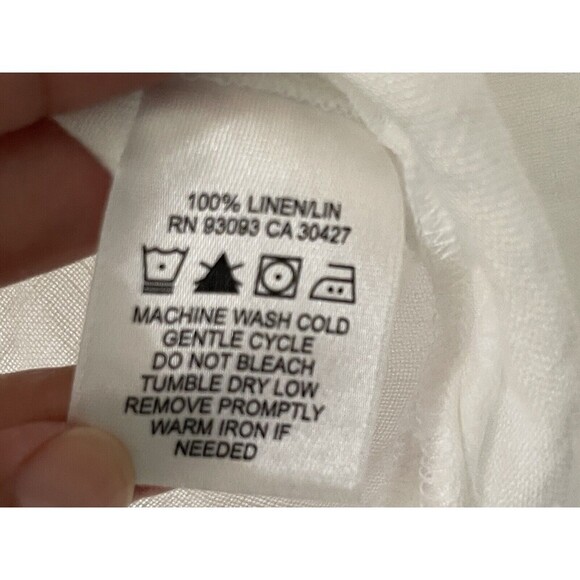 100% LINEN/LIN
RN 93093 CA 30427
MACHINE WASH COLD
GENTLE CYCLE
DO NOT BLEACH
TUMBLE DRY LOW
REMOVE PROMPTLY
WARM IRON IF
NEEDED